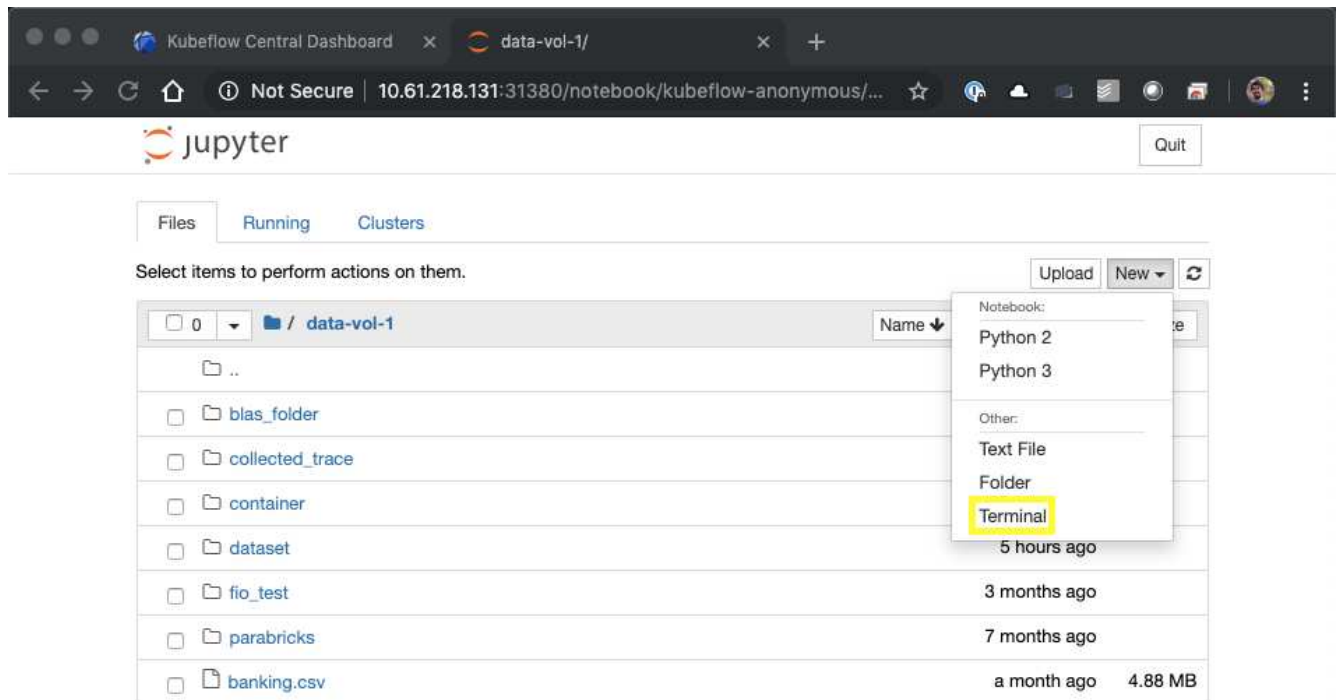 Kubeflow Central Dashboard
data-vol-1/
Not Secure | 10.61.218.131:31380/notebook/kubeflow-anonymous/...
jupyter
Quit
Files Running Clusters
Select items to perform actions on them.
Upload New
0 / data-vol-1
Name
Notebook:
Python 2
Python 3
Other:
Text File
Folder
Terminal
..
blas_folder
collected_trace
container
dataset 5 hours ago
fio_test 3 months ago
parabricks 7 months ago
banking.csv a month ago 4.88 MB